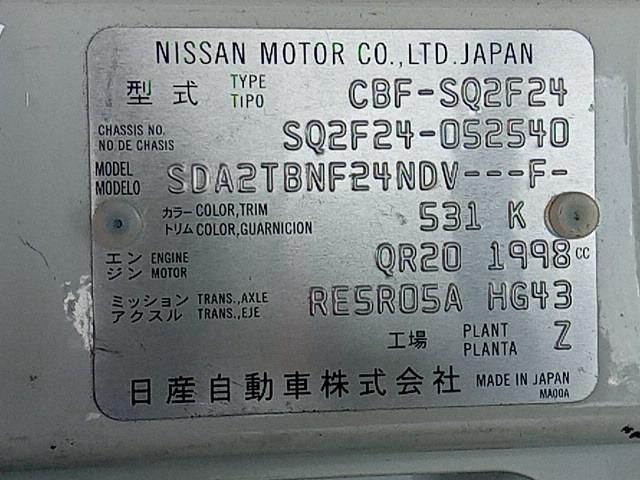 NISSAN MOTOR CO.,LTD. JAPAN
型式 TYPE TIPO CBF-SQ2F24
CHASSIS NO. NO DE CHASIS SQ2F24-052540
MODEL MODELO SDA2TBNF24NDV---F-
カラー COLOR,TRIM トリム COLOR,GUARNICION 531 K
エンジン ENGINE MOTOR QR20 1998 cc
ミッション TRANS.,AXLE アクスル TRANS.,EJE RE5R05A HG43
工場 PLANT PLANTA Z
日産自動車株式会社 MADE IN JAPAN
MA00A